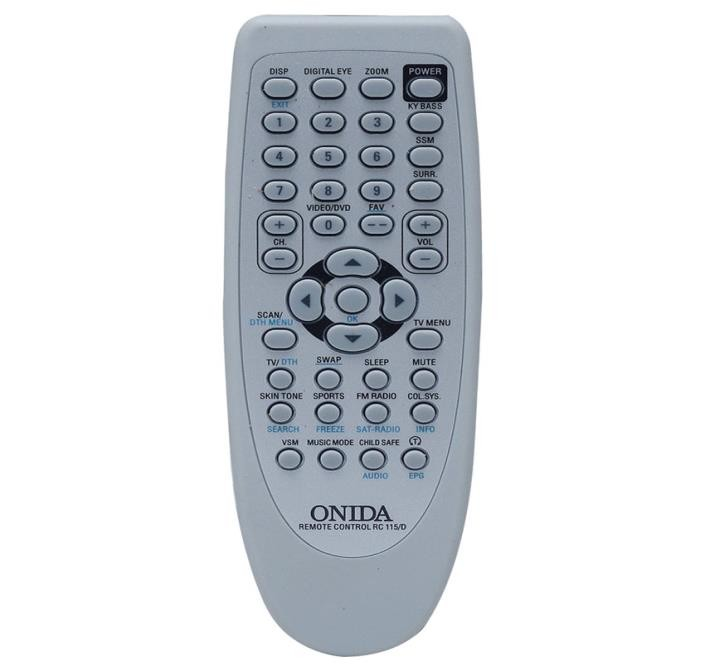 DISP DIGITAL EYE ZOOM POWER
EXIT
1 2 3 KY BASS
4 5 6 SSM
7 8 9 SURR.
VIDEO/DVD FAV
+ 0 -- +
CH. VOL
- -
OK
SCAN/
DTH MENU TV MENU
TV/ DTH SWAP SLEEP MUTE
SKIN TONE SPORTS FM RADIO COL.SYS.
SEARCH FREEZE SAT-RADIO INFO
VSM MUSIC MODE CHILD SAFE T
AUDIO EPG
ONIDA
REMOTE CONTROL RC 115/D